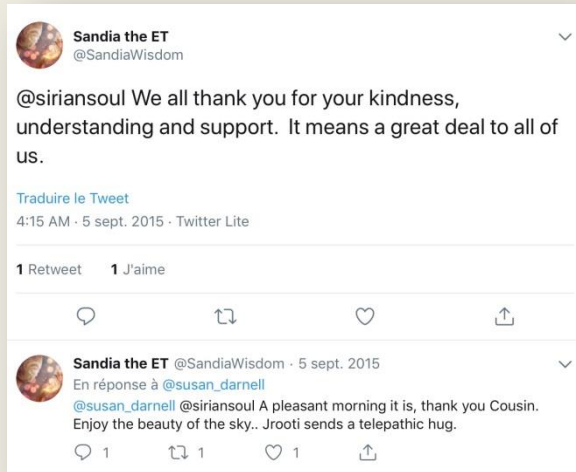 Sandia the ET
@SandiaWisdom
@siriansoul We all thank you for your kindness,
understanding and support.  It means a great deal to all of
us.
Traduire le Tweet
4:15 AM · 5 sept. 2015 · Twitter Lite
1 Retweet 1 J'aime
Sandia the ET @SandiaWisdom · 5 sept. 2015
En réponse à @susan_darnell
@susan_darnell @siriansoul A pleasant morning it is, thank you Cousin.
Enjoy the beauty of the sky.. Jrooti sends a telepathic hug.
1 1 1